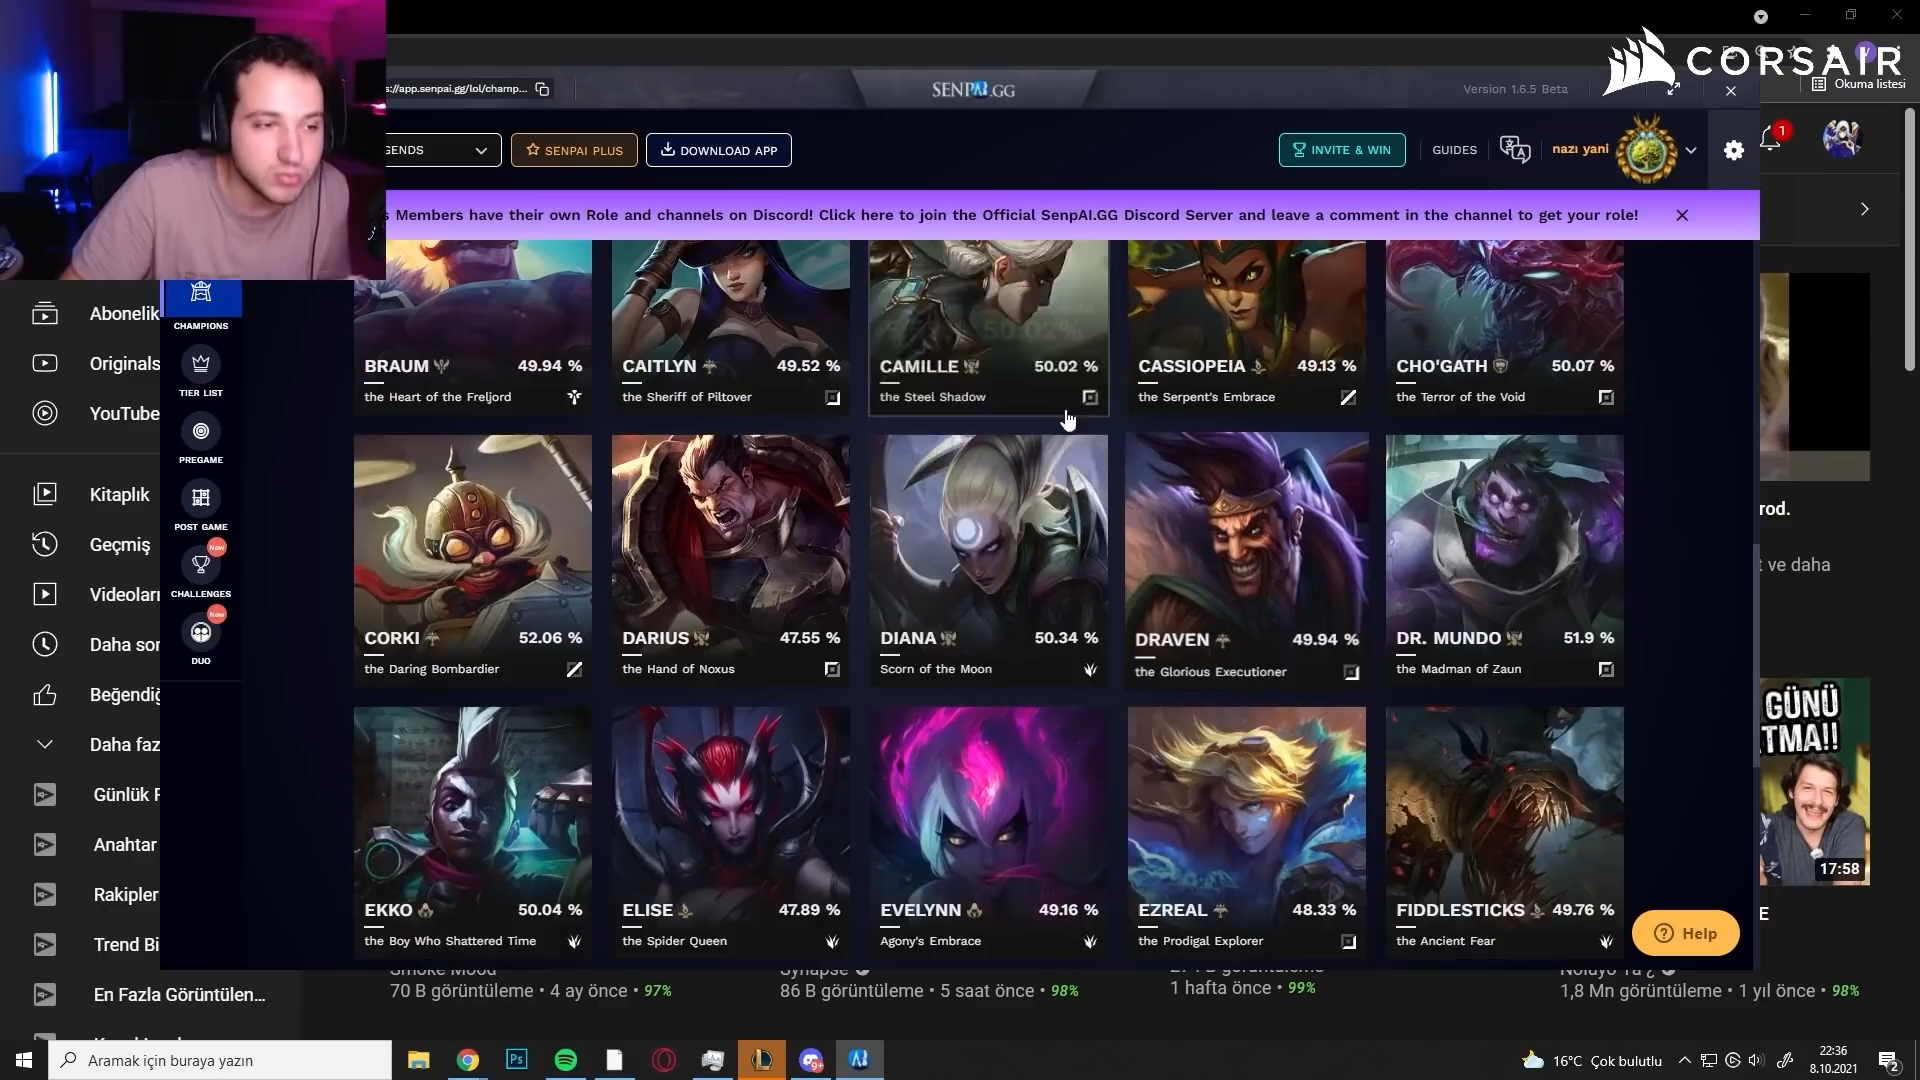 CORSAIR
s://app.senpai.gg/lol/champ...
SENPAI.GG
Version 1.6.5 Beta
Okuma listesi
GENDS
SENPAI PLUS
DOWNLOAD APP
INVITE & WIN
GUIDES
nazı yani
1
s Members have their own Role and channels on Discord! Click here to join the Official SenpAI.GG Discord Server and leave a comment in the channel to get your role!
Abonelik
Originals
YouTube
Kitaplık
Geçmiş
Videoları
Daha son
Beğendiğ
Daha faz
Günlük
Anahtar
Rakipler
Trend Bi
En Fazla Görüntülen...
CHAMPIONS
TIER LIST
PREGAME
POST GAME
New
CHALLENGES
New
DUO
BRAUM 49.94 %
the Heart of the Freljord
CAITLYN 49.52 %
the Sheriff of Piltover
CAMILLE 50.02 %
the Steel Shadow
CASSIOPEIA 49.13 %
the Serpent's Embrace
CHO'GATH 50.07 %
the Terror of the Void
CORKI 52.06 %
the Daring Bombardier
DARIUS 47.55 %
the Hand of Noxus
DIANA 50.34 %
Scorn of the Moon
DRAVEN 49.94 %
the Glorious Executioner
DR. MUNDO 51.9 %
the Madman of Zaun
EKKO 50.04 %
the Boy Who Shattered Time
ELISE 47.89 %
the Spider Queen
EVELYNN 49.16 %
Agony's Embrace
EZREAL 48.33 %
the Prodigal Explorer
FIDDLESTICKS 49.76 %
the Ancient Fear
rod.
t ve daha
GÜNÜ
TMA!!
17:58
E
Help
Smoke Mood
70 B görüntüleme • 4 ay önce • 97%
Synapse
86 B görüntüleme • 5 saat önce • 98%
1 hafta önce • 99%
1,8 Mn görüntüleme • 1 yıl önce • 98%
Aramak için buraya yazın
Ps
9+
16°C Çok bulutlu
22:36
8.10.2021
2